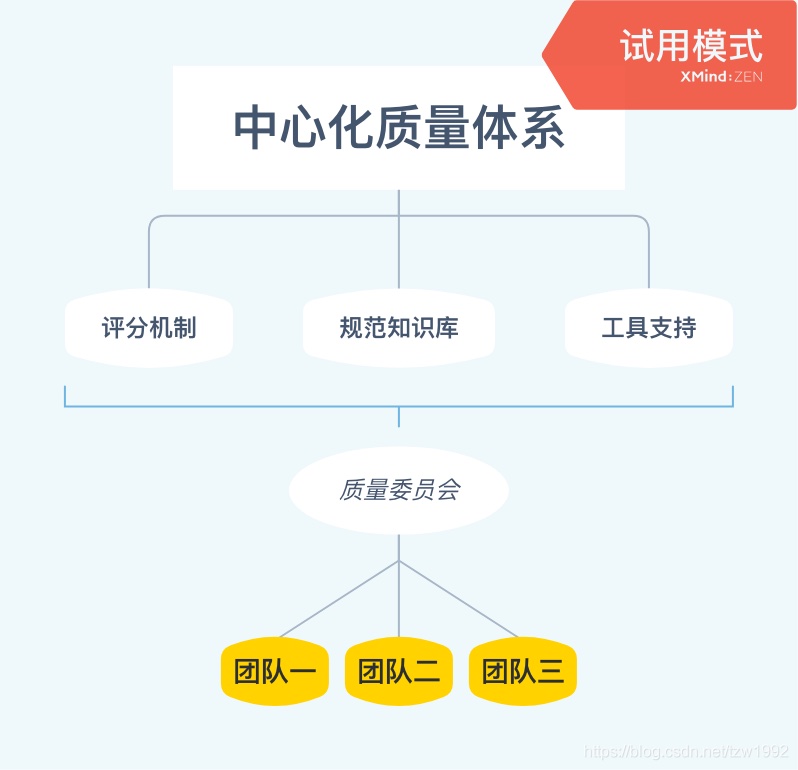 试用模式
XMind:ZEN
中心化质量体系
评分机制
规范知识库
工具支持
质量委员会
团队一
团队二
团队三
https://blog.csdn.net/tzw1992